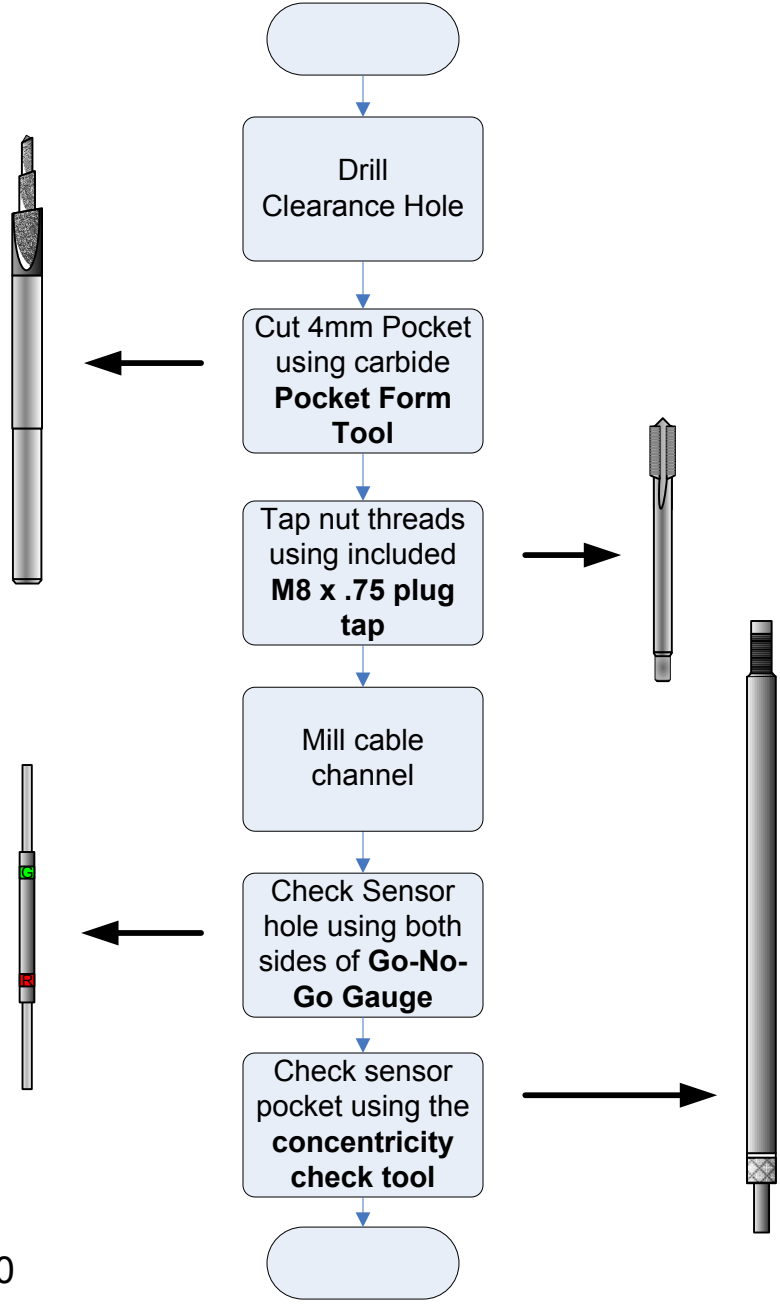 Drill
Clearance Hole
Cut 4mm Pocket
using carbide
Pocket Form
Tool
Tap nut threads
using included
M8 x .75 plug
tap
Mill cable
channel
G
R
Check Sensor
hole using both
sides of Go-No-
Go Gauge
Check sensor
pocket using the
concentricity
check tool
0